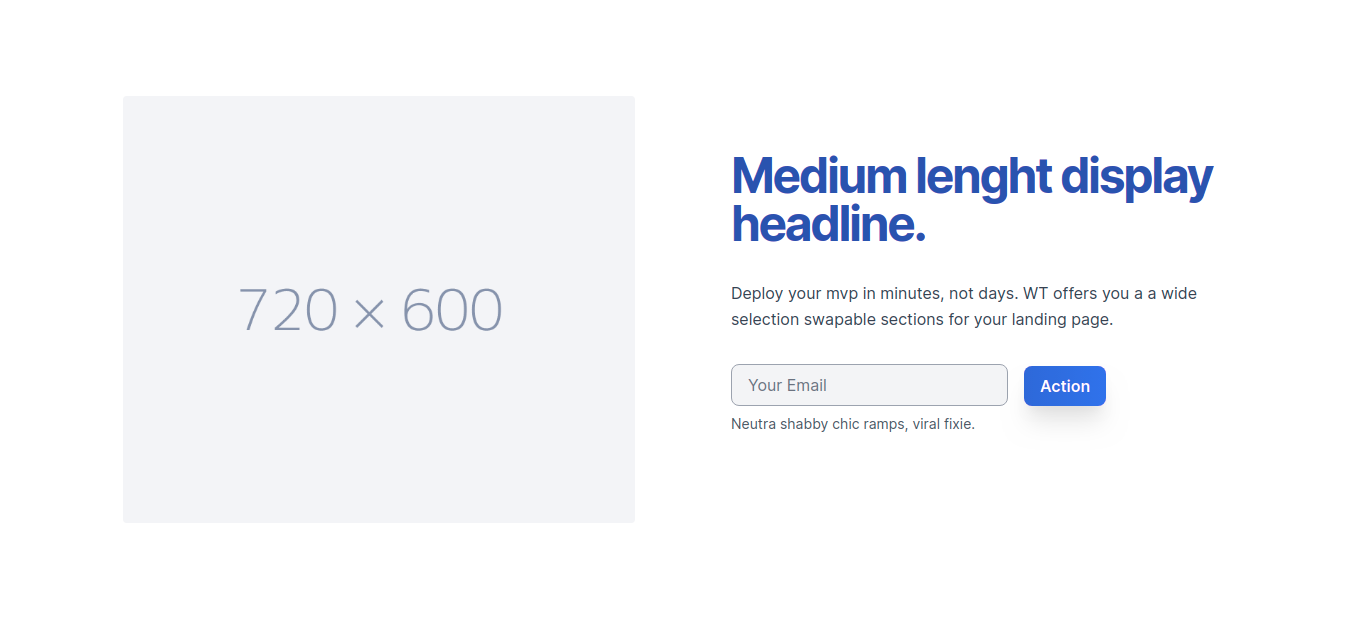 720 × 600
Medium lenght display
headline.
Deploy your mvp in minutes, not days. WT offers you a a wide
selection swapable sections for your landing page.
Your Email
Action
Neutra shabby chic ramps, viral fixie.